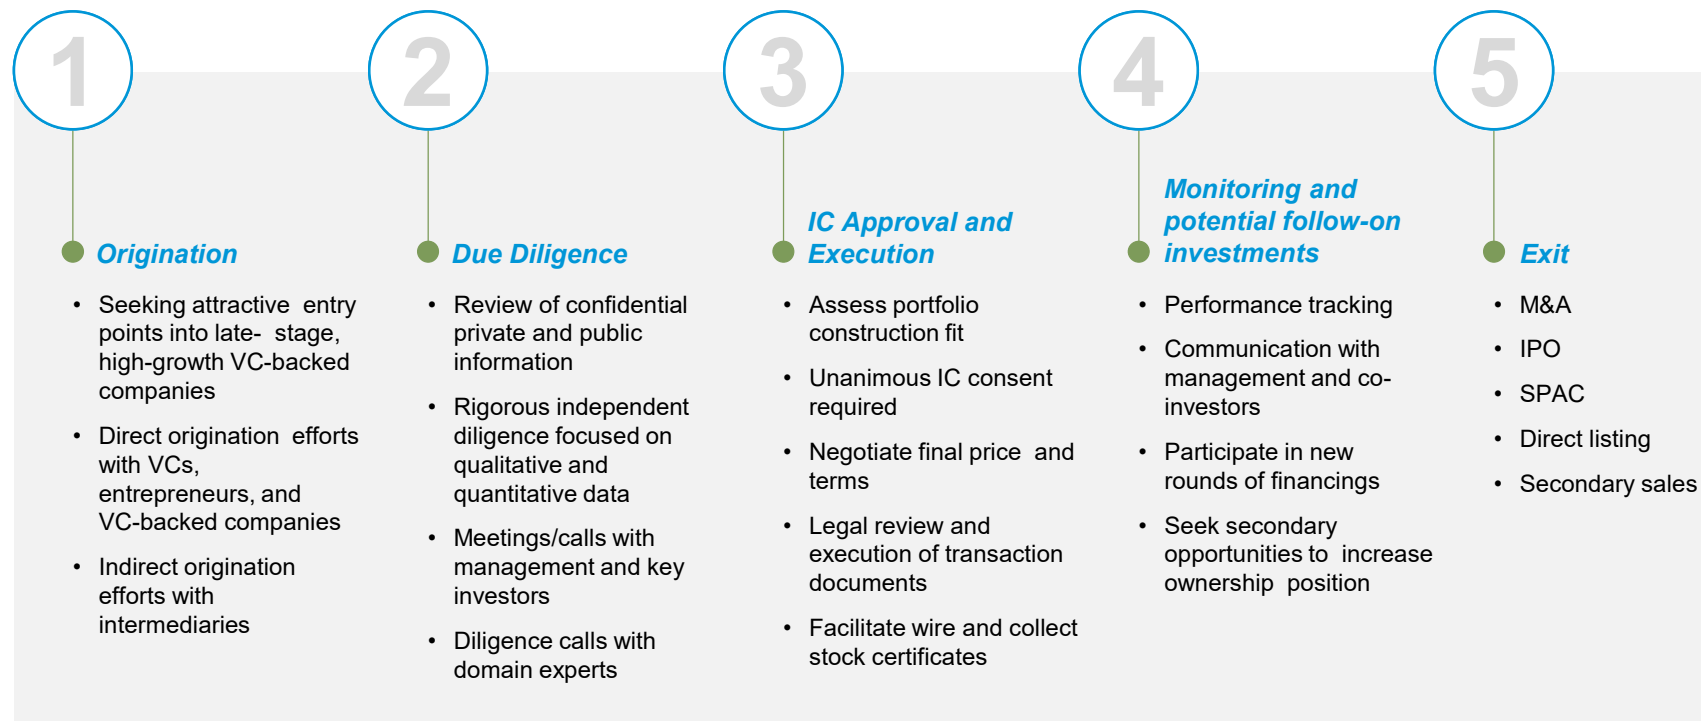 1
Origination
• Seeking attractive entry
points into late- stage,
high-growth VC-backed
companies
• Direct origination efforts
with VCs,
entrepreneurs, and
VC-backed companies
• Indirect origination
efforts with
intermediaries
2
Due Diligence
• Review of confidential
private and public
information
• Rigorous independent
diligence focused on
qualitative and
quantitative data
• Meetings/calls with
management and key
investors
• Diligence calls with
domain experts
3
IC Approval and
Execution
• Assess portfolio
construction fit
• Unanimous IC consent
required
• Negotiate final price and
terms
• Legal review and
execution of transaction
documents
• Facilitate wire and collect
stock certificates
4
Monitoring and
potential follow-on
investments
• Performance tracking
• Communication with
management and co-
investors
• Participate in new
rounds of financings
• Seek secondary
opportunities to increase
ownership position
5
Exit
• M&A
• IPO
• SPAC
• Direct listing
• Secondary sales